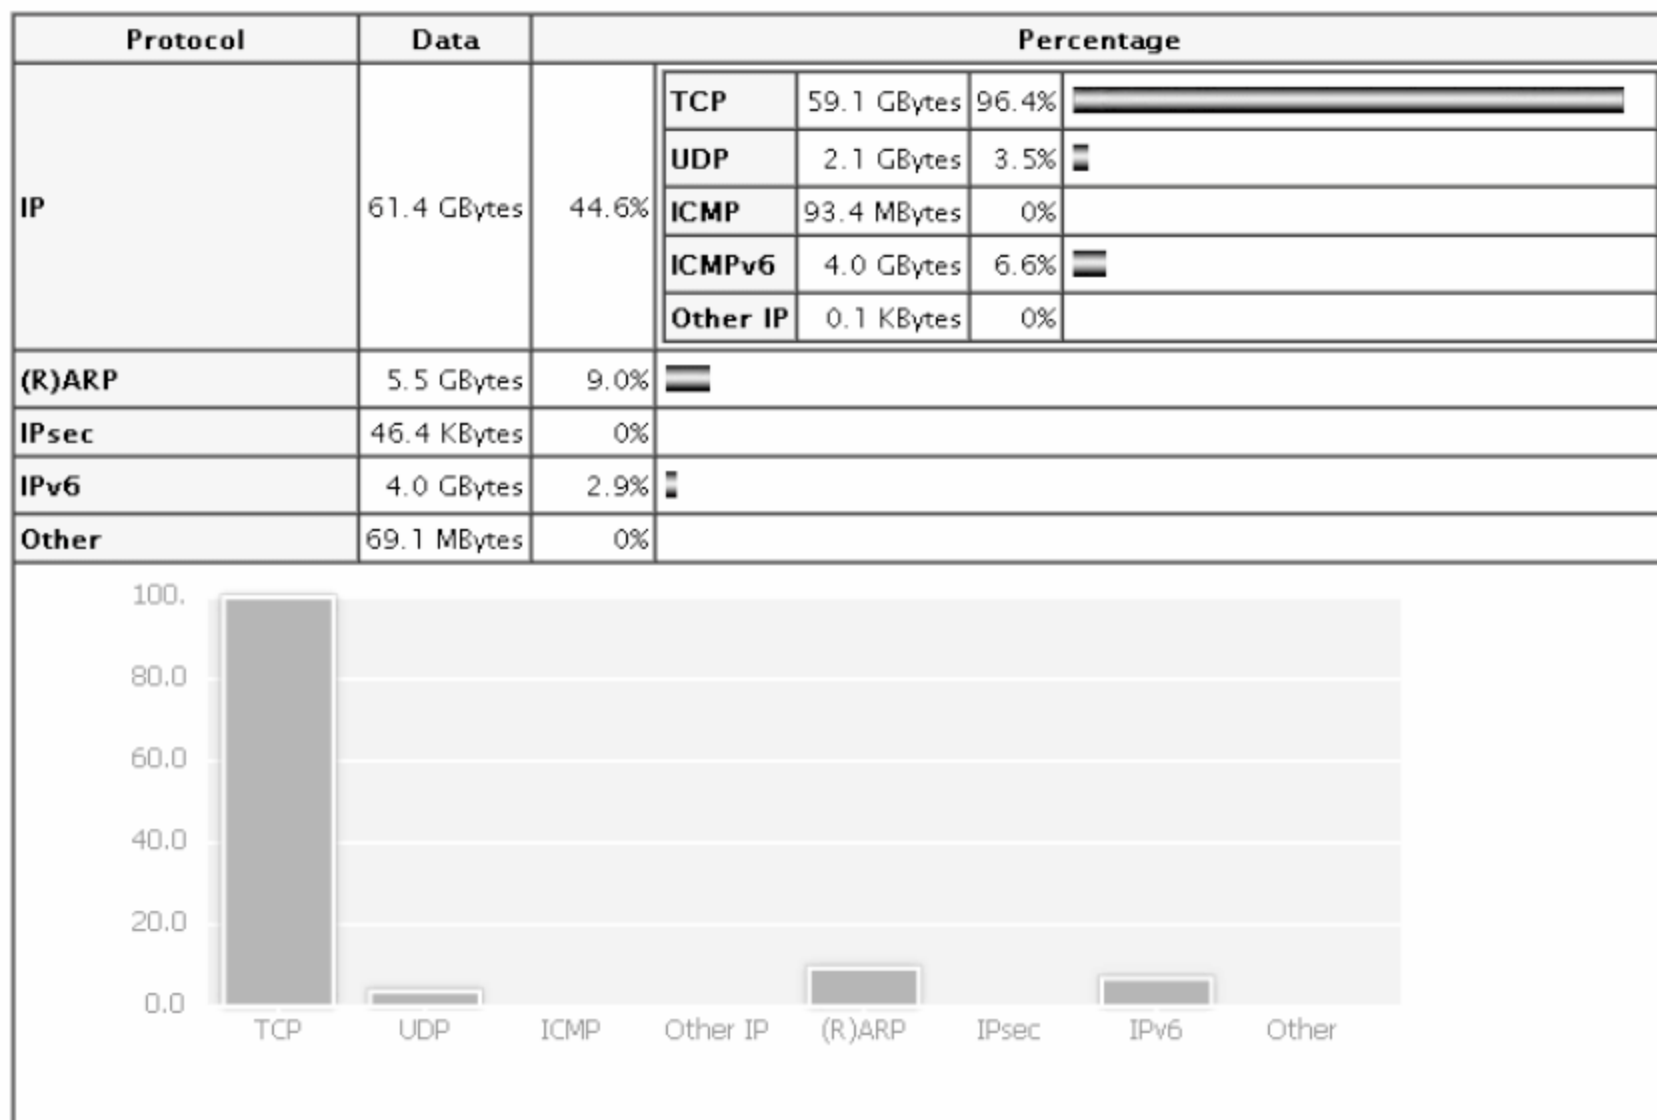 Protocol Data Percentage
IP 61.4 GBytes 44.6%
TCP 59.1 GBytes 96.4%
UDP 2.1 GBytes 3.5%
ICMP 93.4 MBytes 0%
ICMPv6 4.0 GBytes 6.6%
Other IP 0.1 KBytes 0%
(R)ARP 5.5 GBytes 9.0%
IPsec 46.4 KBytes 0%
IPv6 4.0 GBytes 2.9%
Other 69.1 MBytes 0%
100.
80.0
60.0
40.0
20.0
0.0
TCP UDP ICMP Other IP (R)ARP IPsec IPv6 Other